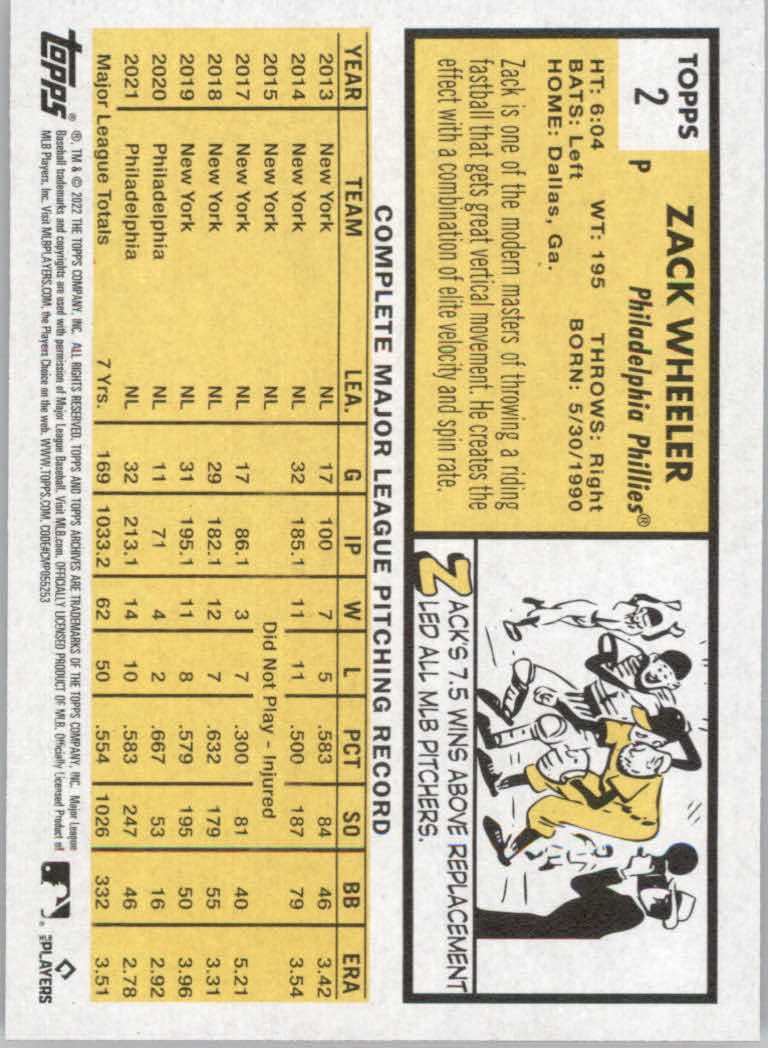 TOPPS
2
ZACK WHEELER
P Philadelphia Phillies®
HT: 6:04 WT: 195 THROWS: Right
BATS: Left BORN: 5/30/1990
HOME: Dallas, Ga.
Zack is one of the modern masters of throwing a riding
fastball that gets great vertical movement. He creates the
effect with a combination of elite velocity and spin rate.
ZACK'S 7.5 WINS ABOVE REPLACEMENT
LED ALL MLB PITCHERS.
COMPLETE MAJOR LEAGUE PITCHING RECORD
YEAR TEAM LEA. G IP W L PCT SO BB ERA
2013 New York NL 17 100 7 5 .583 84 46 3.42
2014 New York NL 32 185.1 11 11 .500 187 79 3.54
2015 New York NL Did Not Play – Injured
2017 New York NL 17 86.1 3 7 .300 81 40 5.21
2018 New York NL 29 182.1 12 7 .632 179 55 3.31
2019 New York NL 31 195.1 11 8 .579 195 50 3.96
2020 Philadelphia NL 11 71 4 2 .667 53 16 2.92
2021 Philadelphia NL 32 213.1 14 10 .583 247 46 2.78
Major League Totals 7 Yrs. 169 1033.2 62 50 .554 1026 332 3.51
topps®
®, TM & © 2022 THE TOPPS COMPANY, INC. ALL RIGHTS RESERVED. TOPPS AND TOPPS ARCHIVES ARE TRADEMARKS OF THE TOPPS COMPANY, INC. Major League
Baseball trademarks and copyrights are used with permission of Major League Baseball. Visit MLB.com. OFFICIALLY LICENSED PRODUCT OF MLB. Officially Licensed Product of
MLB Players, Inc. Visit MLBPLAYERS.COM, the Players Choice on the web. WWW.TOPPS.COM. CODE#CMP055253
MLB PLAYERS